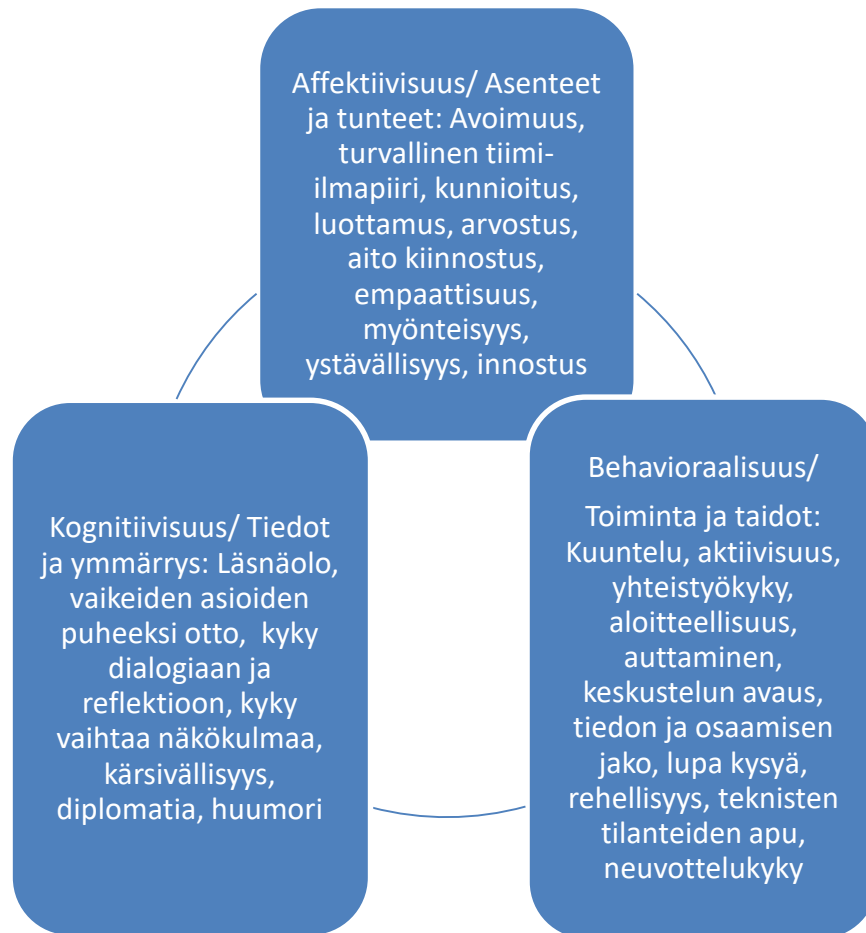 Affektiivisuus/ Asenteet
ja tunteet: Avoimuus,
turvallinen tiimi-
ilmapiiri, kunnioitus,
luottamus, arvostus,
aito kiinnostus,
empaattisuus,
myönteisyys,
ystävällisyys, innostus
Kognitiivisuus/ Tiedot
ja ymmärrys: Läsnäolo,
vaikeiden asioiden
puheeksi otto,  kyky
dialogiaan ja
reflektioon, kyky
vaihtaa näkökulmaa,
kärsivällisyys,
diplomatia, huumori
Behavioraalisuus/
Toiminta ja taidot:
Kuuntelu, aktiivisuus,
yhteistyökyky,
aloitteellisuus,
auttaminen,
keskustelun avaus,
tiedon ja osaamisen
jako, lupa kysyä,
rehellisyys, teknisten
tilanteiden apu,
neuvottelukyky